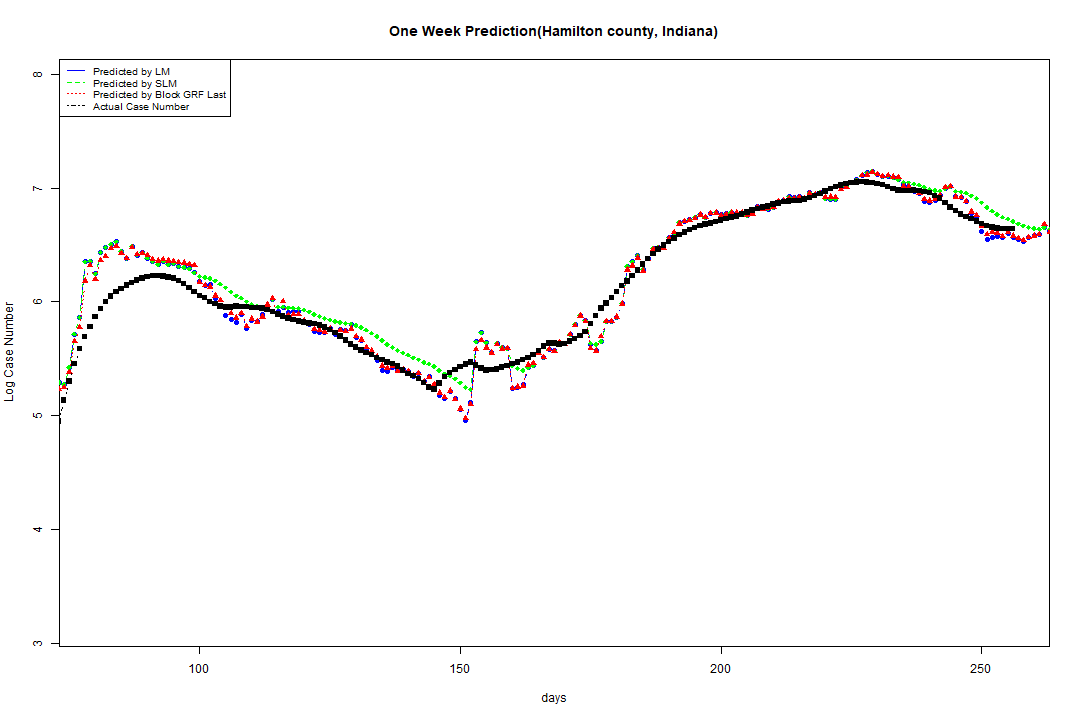 One Week Prediction(Hamilton county, Indiana)
Predicted by LM
Predicted by SLM
Predicted by Block GRF Last
Actual Case Number
8
7
6
5
4
3
Log Case Number
100 150 200 250
days